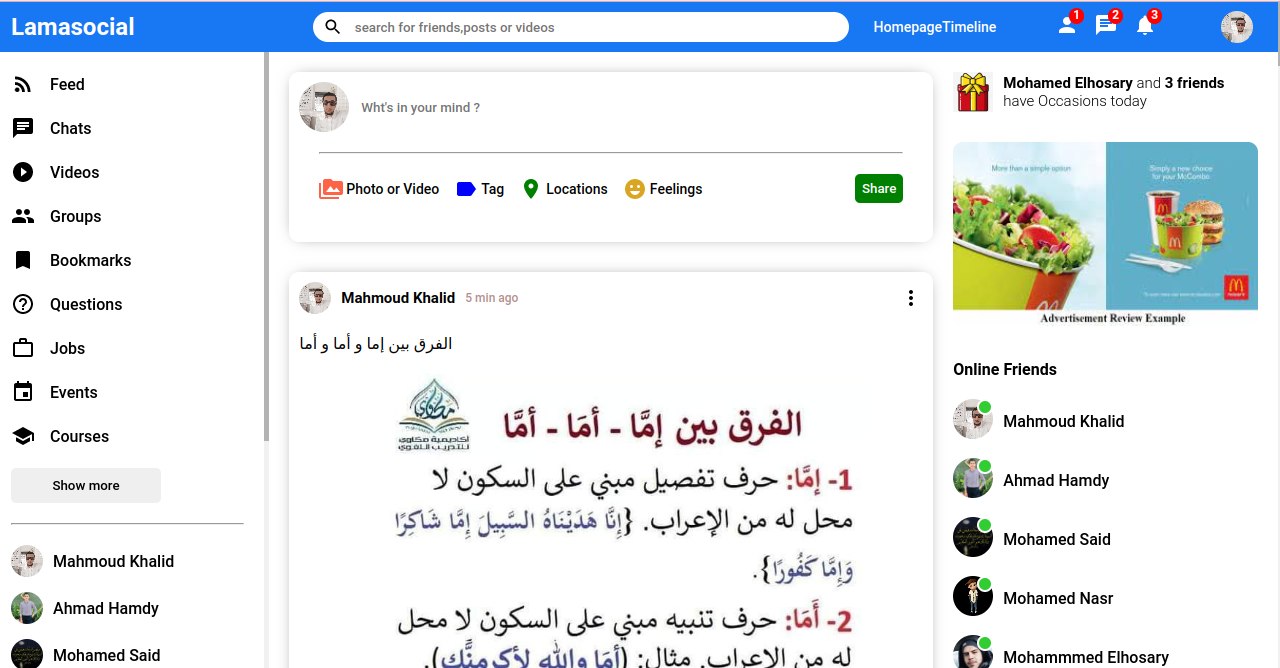 Lamasocial
search for friends,posts or videos
HomepageTimeline
1
2
3
Feed
Chats
Videos
Groups
Bookmarks
Questions
Jobs
Events
Courses
Show more
Mahmoud Khalid
Ahmad Hamdy
Mohamed Said
Wht's in your mind ?
Photo or Video
Tag
Locations
Feelings
Share
Mahmoud Khalid 5 min ago
الفرق بين إما و أما و أما
أكاديمية مكاوي
للتدريب اللغوي
الفرق بين إمَّا - أمَا - أمَّا
1- إمَّا: حرف تفصيل مبني على السكون لا
محل له من الإعراب. {إِنَّا هَدَيْنَاهُ السَّبِيلَ إِمَّا شَاكِرًا
وَإِمَّا كَفُورًا}.
2- أَمَا: حرف تنبيه مبني على السكون لا محل
له من الإعراب. مثال: (أمَا والله لأكرمنَّك).
Mohamed Elhosary and 3 friends
have Occasions today
More than a simple option
Simply a new choice
for your McCombo
Advertisement Review Example
Online Friends
Mahmoud Khalid
Ahmad Hamdy
Mohamed Said
Mohamed Nasr
Mohammmed Elhosary